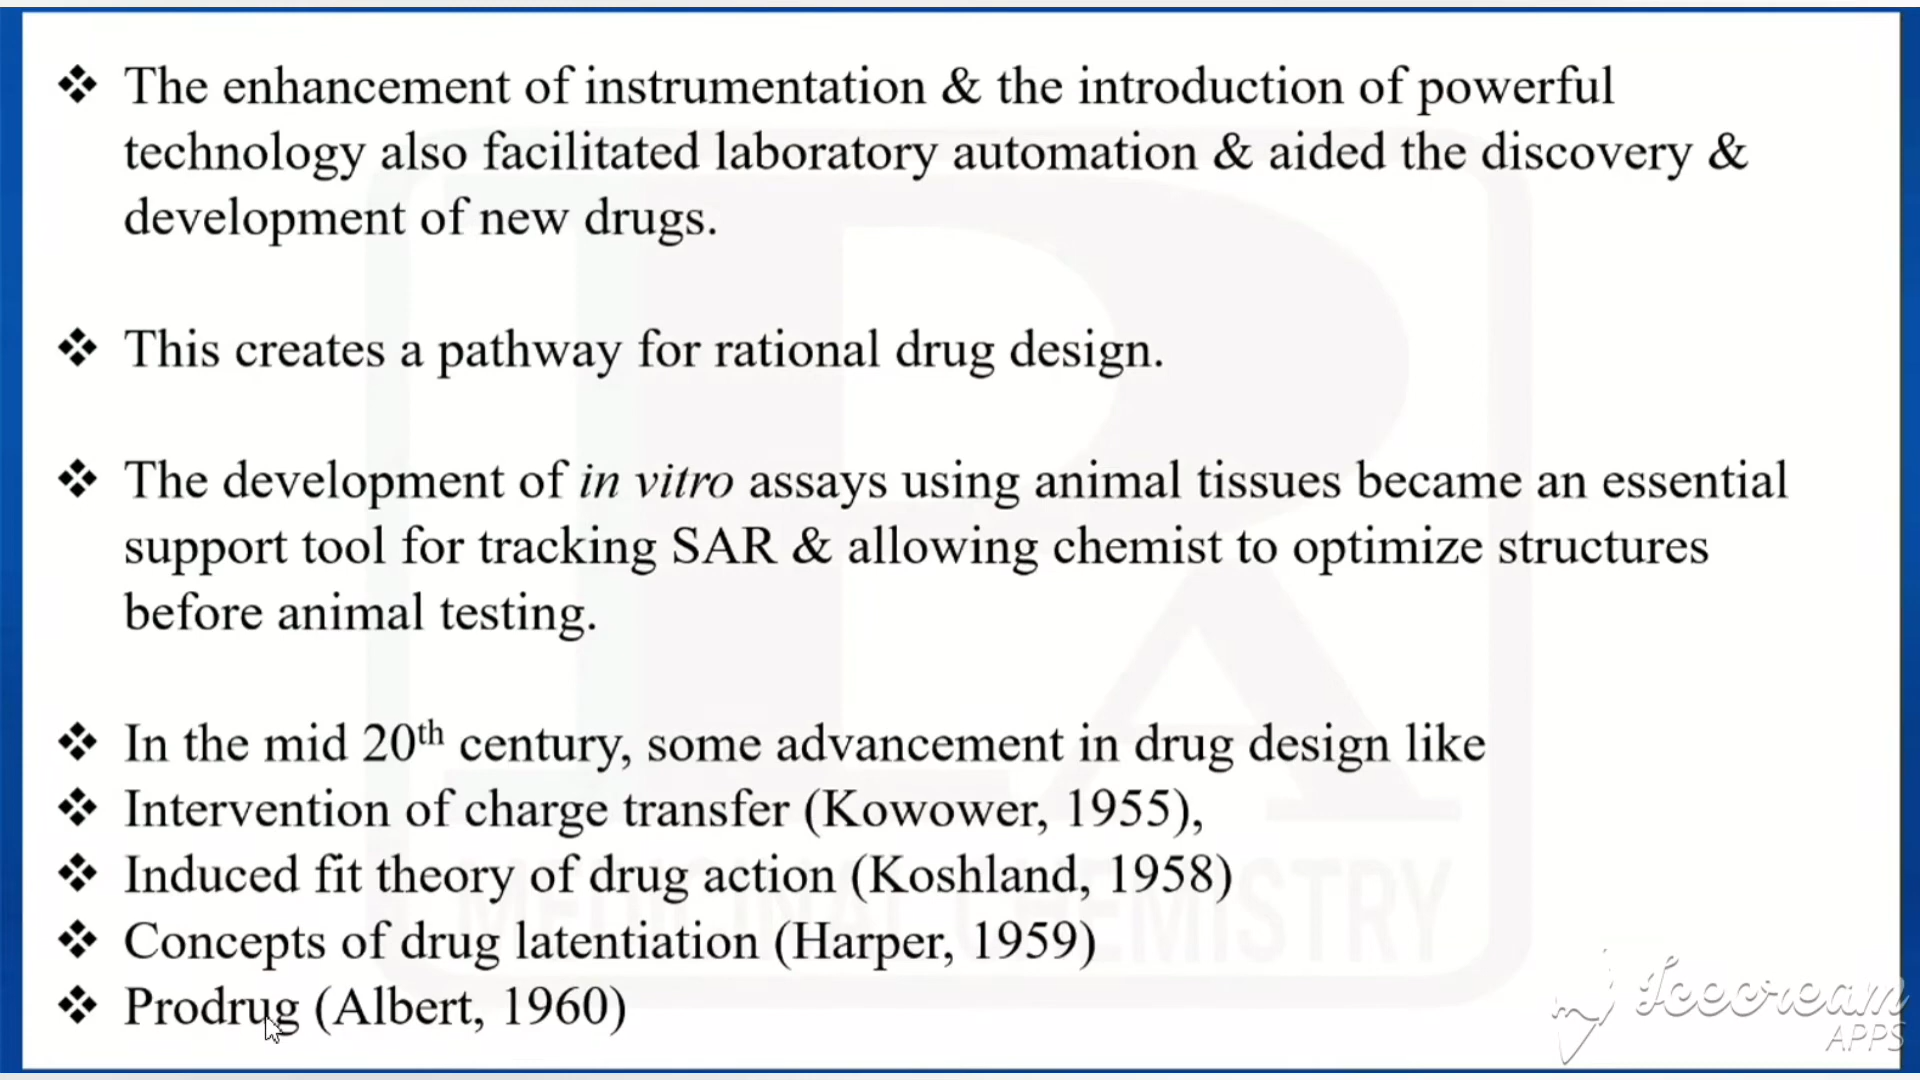 ❖ The enhancement of instrumentation & the introduction of powerful
technology also facilitated laboratory automation & aided the discovery &
development of new drugs.
❖ This creates a pathway for rational drug design.
❖ The development of in vitro assays using animal tissues became an essential
support tool for tracking SAR & allowing chemist to optimize structures
before animal testing.
❖ In the mid 20th century, some advancement in drug design like
❖ Intervention of charge transfer (Kowower, 1955),
❖ Induced fit theory of drug action (Koshland, 1958)
❖ Concepts of drug latentiation (Harper, 1959)
❖ Prodrug (Albert, 1960)
MEDICINAL CHEMISTRY
Icecream
APPS